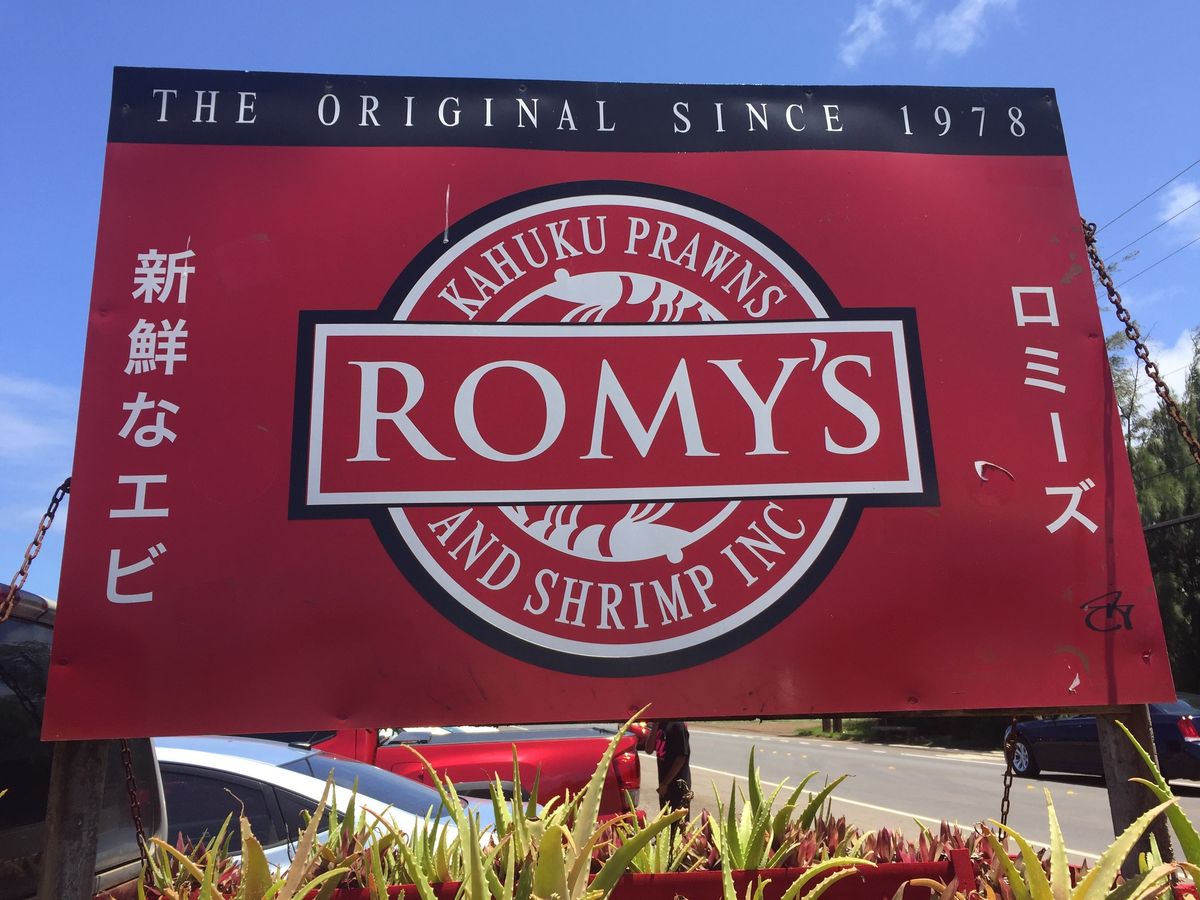 THE ORIGINAL SINCE 1978
新鮮なエビ
KAHUKU PRAWNS
ROMY'S
AND SHRIMP INC
ロミーズ